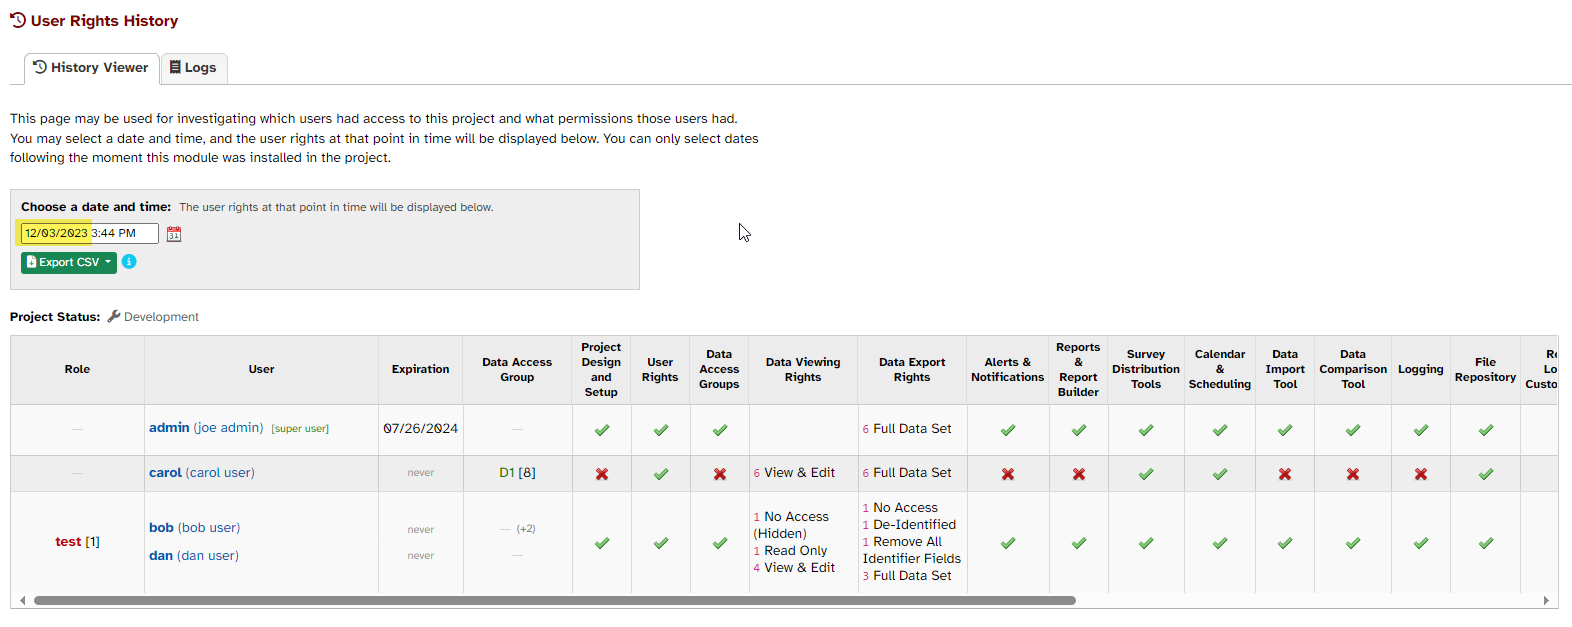 User Rights History
History Viewer
Logs
This page may be used for investigating which users had access to this project and what permissions those users had.
You may select a date and time, and the user rights at that point in time will be displayed below. You can only select dates
following the moment this module was installed in the project.
Choose a date and time: The user rights at that point in time will be displayed below.
12/03/2023 3:44 PM
31
Export CSV
Project Status: Development
Role
User
Expiration
Data Access
Group
Project
Design
and
Setup
User
Rights
Data
Access
Groups
Data Viewing
Rights
Data Export
Rights
Alerts &
Notifications
Reports
&
Report
Builder
Survey
Distribution
Tools
Calendar
&
Scheduling
Data
Import
Tool
Data
Comparison
Tool
Logging
File
Repository
Re
Lo
Custo
— admin (joe admin) [super user] 07/26/2024 — 6 Full Data Set
— carol (carol user) never D1 [8] 6 View & Edit 6 Full Data Set
test [1]
bob (bob user) never — (+2)
dan (dan user) never —
1 No Access
(Hidden)
1 Read Only
4 View & Edit
1 No Access
1 De-Identified
1 Remove All
Identifier Fields
3 Full Data Set